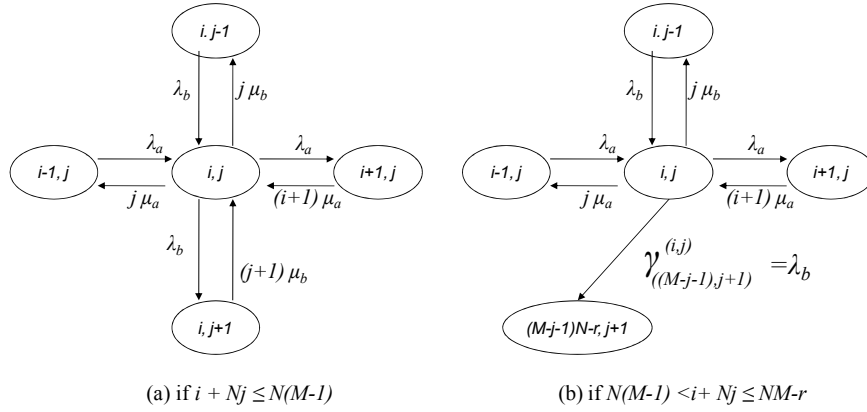 i. j-1
i. j-1
λb
j μb
λb
j μb
λa
λa
λa
λa
i-1, j
i, j
i+1, j
i-1, j
i, j
i+1, j
j μa
(i+1) μa
j μa
(i+1) μa
λb
(j+1) μb
γ(i,j)((M-j-1),j+1) =λb
i, j+1
(M-j-1)N-r, j+1
(a) if i + Nj ≤ N(M-1)
(b) if N(M-1) <i+ Nj ≤ NM-r